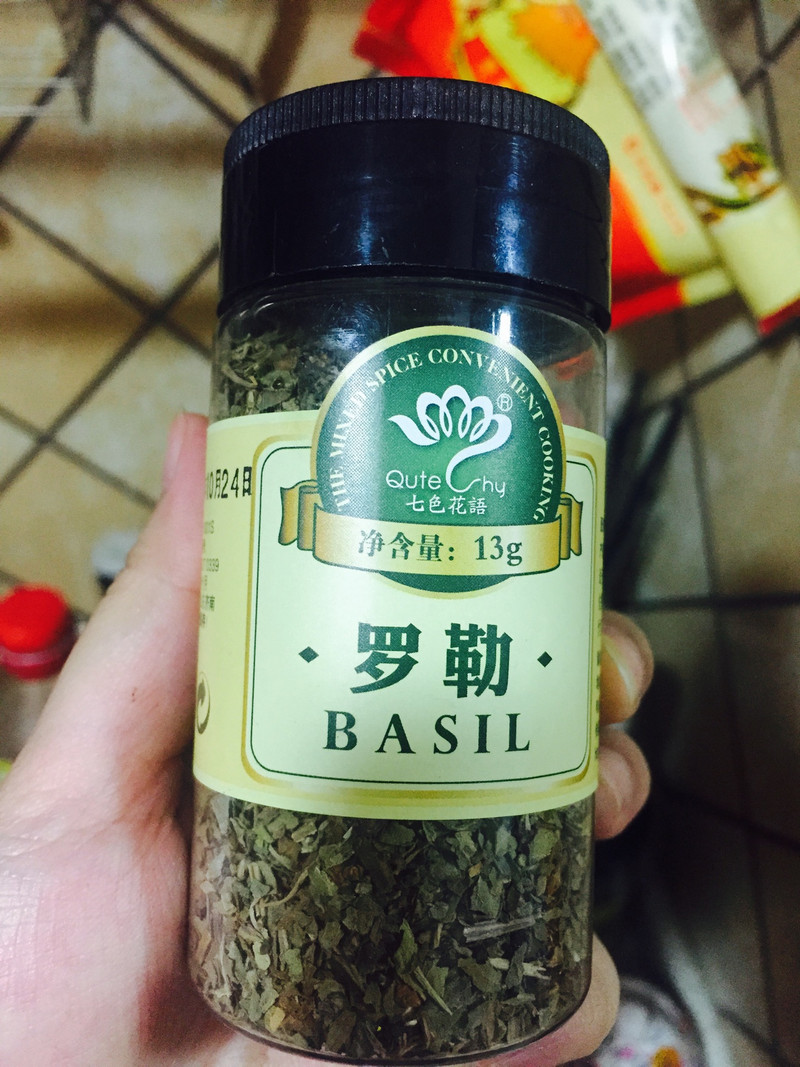 THE MIXED SPICE CONVENIENT COOKING
®
Qute Chy
七色花語
净含量：13g
0月24日
·罗勒·
BASIL